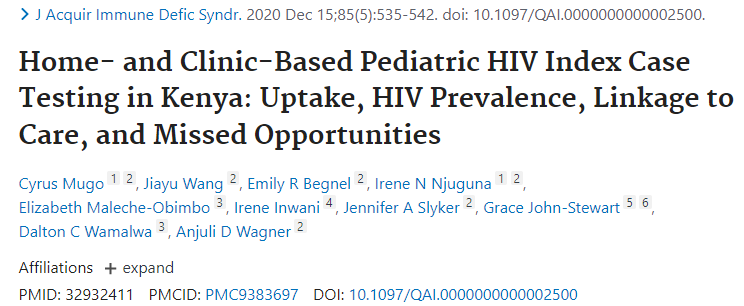 > J Acquir Immune Defic Syndr. 2020 Dec 15;85(5):535-542. doi: 10.1097/QAI.0000000000002500.
Home- and Clinic-Based Pediatric HIV Index Case
Testing in Kenya: Uptake, HIV Prevalence, Linkage to
Care, and Missed Opportunities
Cyrus Mugo 1 2, Jiayu Wang 2, Emily R Begnel 2, Irene N Njuguna 1 2,
Elizabeth Maleche-Obimbo 3, Irene Inwani 4, Jennifer A Slyker 2, Grace John-Stewart 5 6,
Dalton C Wamalwa 3, Anjuli D Wagner 2
Affiliations + expand
PMID: 32932411 PMCID: PMC9383697 DOI: 10.1097/QAI.0000000000002500